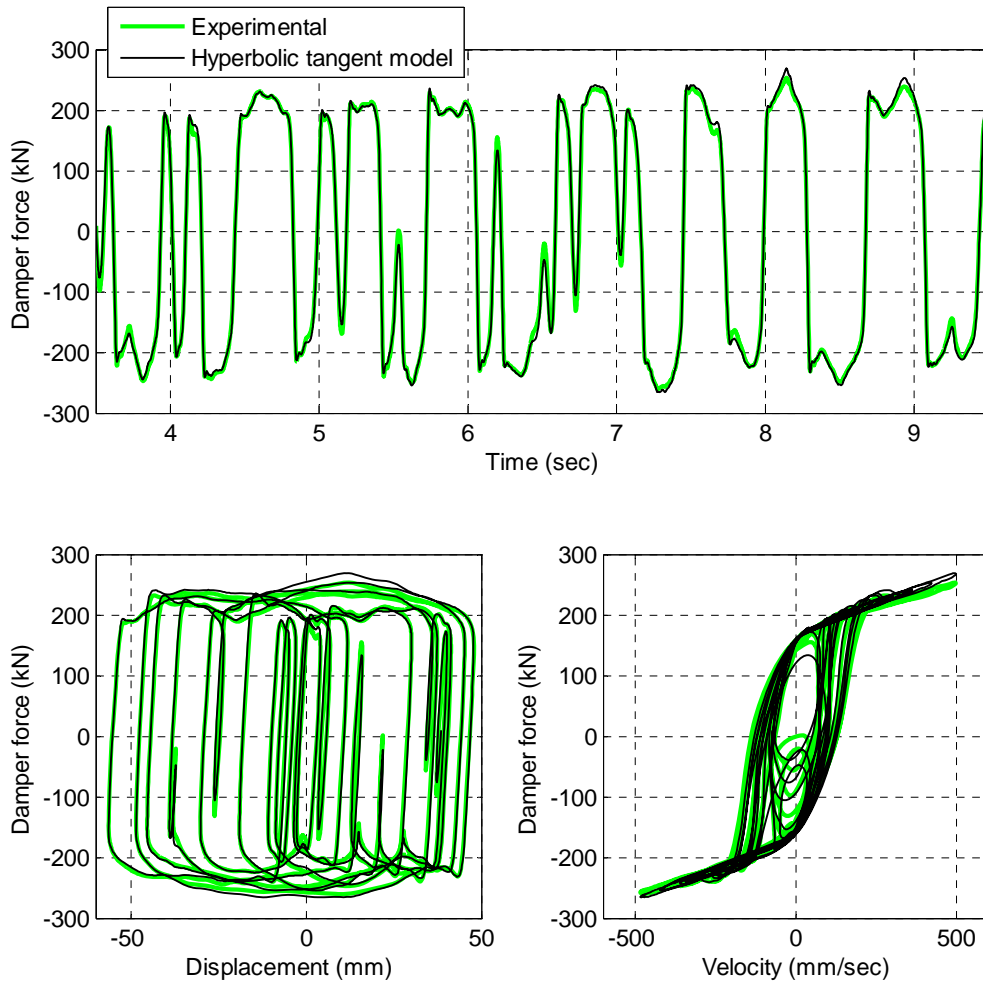 Experimental
Hyperbolic tangent model
300
200
100
0
-100
-200
-300
Damper force (kN)
4 5 6 7 8 9
Time (sec)
300
200
100
0
-100
-200
-300
Damper force (kN)
-50 0 50
Displacement (mm)
300
200
100
0
-100
-200
-300
Damper force (kN)
-500 0 500
Velocity (mm/sec)